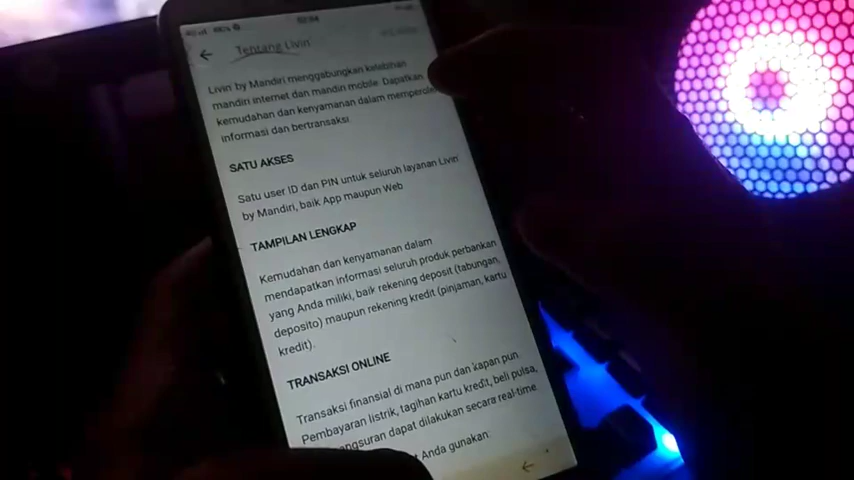 Tentang Livin
Livin by Mandiri menggabungkan kelebihan
mandiri internet dan mandiri mobile. Dapatkan
kemudahan dan kenyamanan dalam memperoleh
informasi dan bertransaksi.
SATU AKSES
Satu user ID dan PIN untuk seluruh layanan Livin
by Mandiri, baik App maupun Web
TAMPILAN LENGKAP
Kemudahan dan kenyamanan dalam
mendapatkan informasi seluruh produk perbankan
yang Anda miliki, baik rekening deposit (tabungan,
deposito) maupun rekening kredit (pinjaman, kartu
kredit).
TRANSAKSI ONLINE
Transaksi finansial di mana pun dan kapan pun.
Pembayaran listrik, tagihan kartu kredit, beli pulsa,
angsuran dapat dilakukan secara real-time.
Anda gunakan: